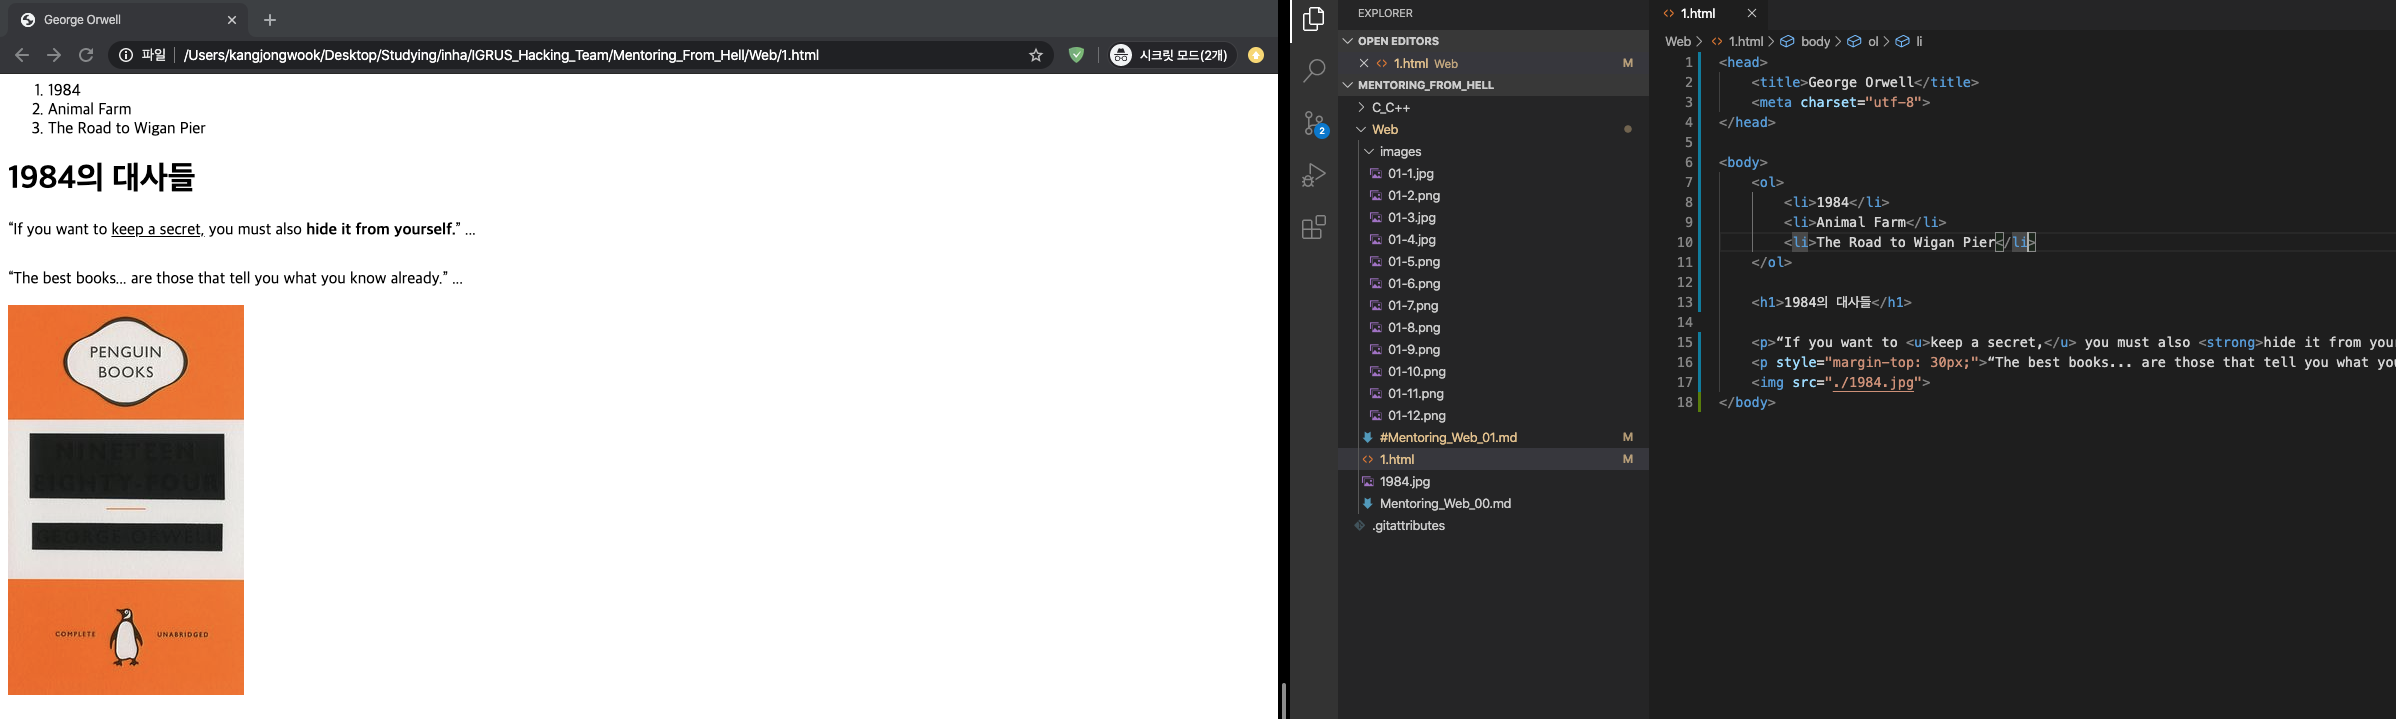 George Orwell
파일 /Users/kangjongwook/Desktop/Studying/inha/IGRUS_Hacking_Team/Mentoring_From_Hell/Web/1.html
시크릿 모드(2개)
1. 1984
2. Animal Farm
3. The Road to Wigan Pier
1984의 대사들
“If you want to keep a secret, you must also hide it from yourself.” ...
“The best books... are those that tell you what you know already.” ...
PENGUIN
BOOKS
NINETEEN
EIGHTY-FOUR
GEORGE ORWELL
COMPLETE UNABRIDGED
EXPLORER
OPEN EDITORS
1.html Web M
MENTORING_FROM_HELL
C_C++
Web
images
01-1.jpg
01-2.png
01-3.jpg
01-4.jpg
01-5.png
01-6.png
01-7.png
01-8.png
01-9.png
01-10.png
01-11.png
01-12.png
#Mentoring_Web_01.md M
1.html M
1984.jpg
Mentoring_Web_00.md
.gitattributes
2
1.html
Web > 1.html > body > ol > li
1 <head>
2 <title>George Orwell</title>
3 <meta charset="utf-8">
4 </head>
5
6 <body>
7 <ol>
8 <li>1984</li>
9 <li>Animal Farm</li>
10 <li>The Road to Wigan Pier</li>
11 </ol>
12
13 <h1>1984의 대사들</h1>
14
15 <p>“If you want to <u>keep a secret,</u> you must also <strong>hide it from your
16 <p style="margin-top: 30px;">“The best books... are those that tell you what yo
17 <img src="./1984.jpg">
18 </body>